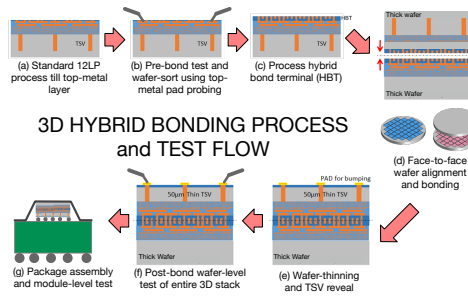 TSV
TSV
HBT
TSV
(a) Standard 12LP
process till top-metal
layer
(b) Pre-bond test and
wafer-sort using top-
metal pad probing
(c) Process hybrid
bond terminal (HBT)
Thick wafer
Thick Wafer
(d) Face-to-face
wafer alignment
and bonding
3D HYBRID BONDING PROCESS
and TEST FLOW
PAD for bumping
50μm Thin TSV
50μm Thin TSV
Thick Wafer
Thick Wafer
(g) Package assembly
and module-level test
(f) Post-bond wafer-level
test of entire 3D stack
(e) Wafer-thinning
and TSV reveal